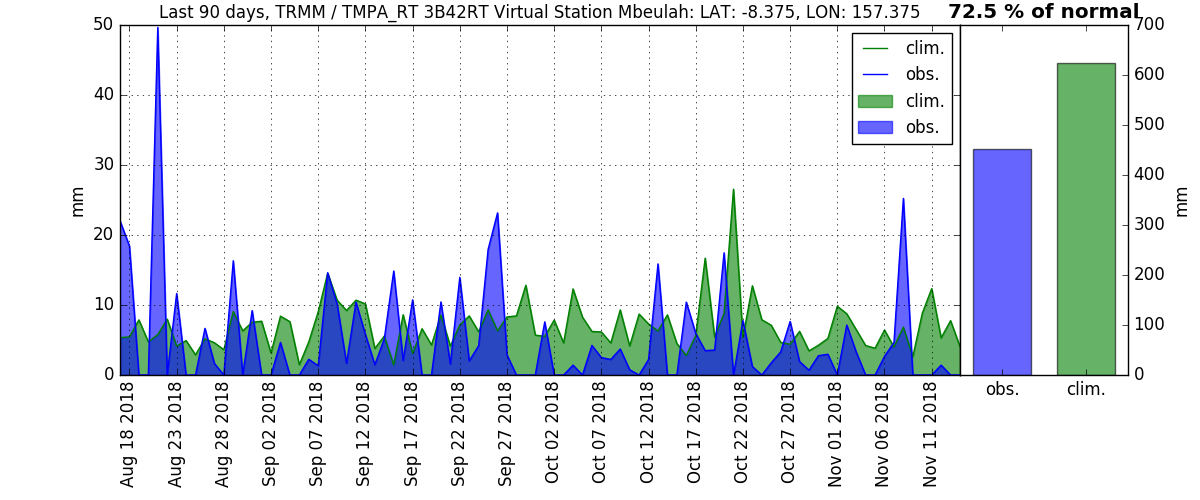 Last 90 days, TRMM / TMPA_RT 3B42RT Virtual Station Mbeulah: LAT: -8.375, LON: 157.375
72.5 % of normal
50
40
30
20
10
0
mm
clim.
obs.
clim.
obs.
700
600
500
400
300
200
100
0
mm
obs.
clim.
Aug 18 2018
Aug 23 2018
Aug 28 2018
Sep 02 2018
Sep 07 2018
Sep 12 2018
Sep 17 2018
Sep 22 2018
Sep 27 2018
Oct 02 2018
Oct 07 2018
Oct 12 2018
Oct 17 2018
Oct 22 2018
Oct 27 2018
Nov 01 2018
Nov 06 2018
Nov 11 2018